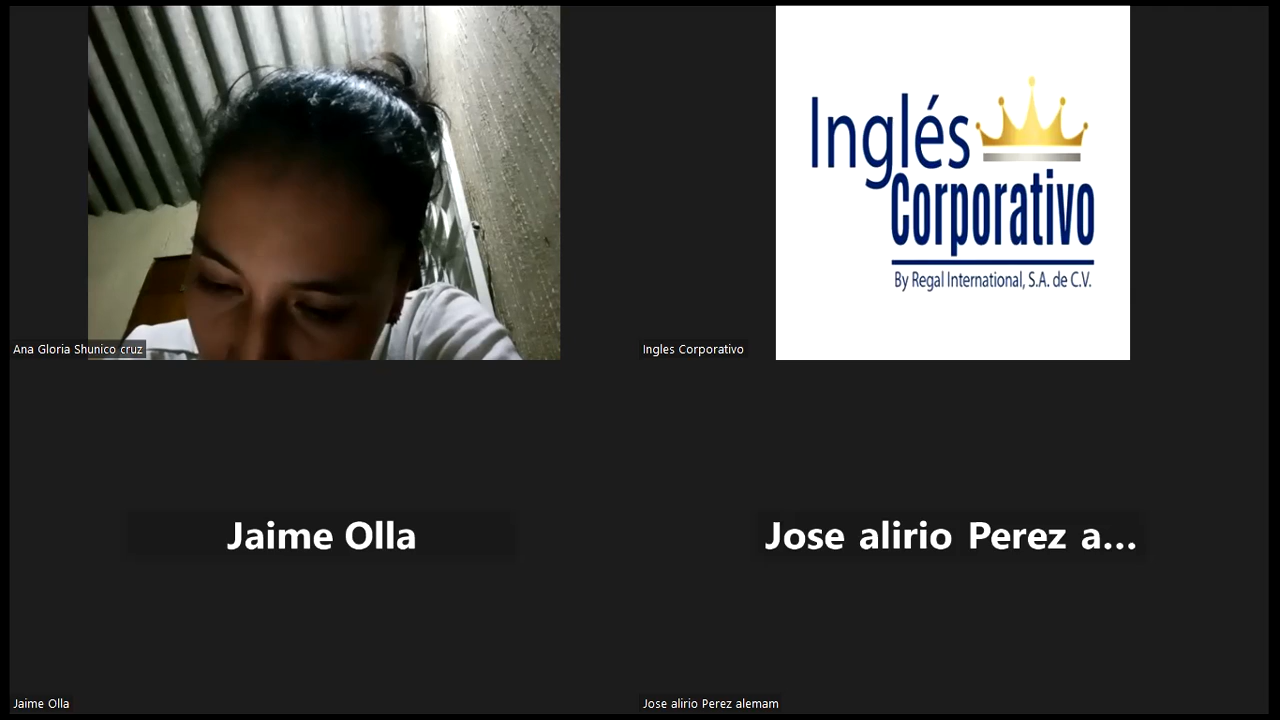 Inglés
Corporativo
By Regal International, S.A. de C.V.
Ana Gloria Shunico cruz
Ingles Corporativo
Jaime Olla
Jose alirio Perez a...
Jaime Olla
Jose alirio Perez alemam